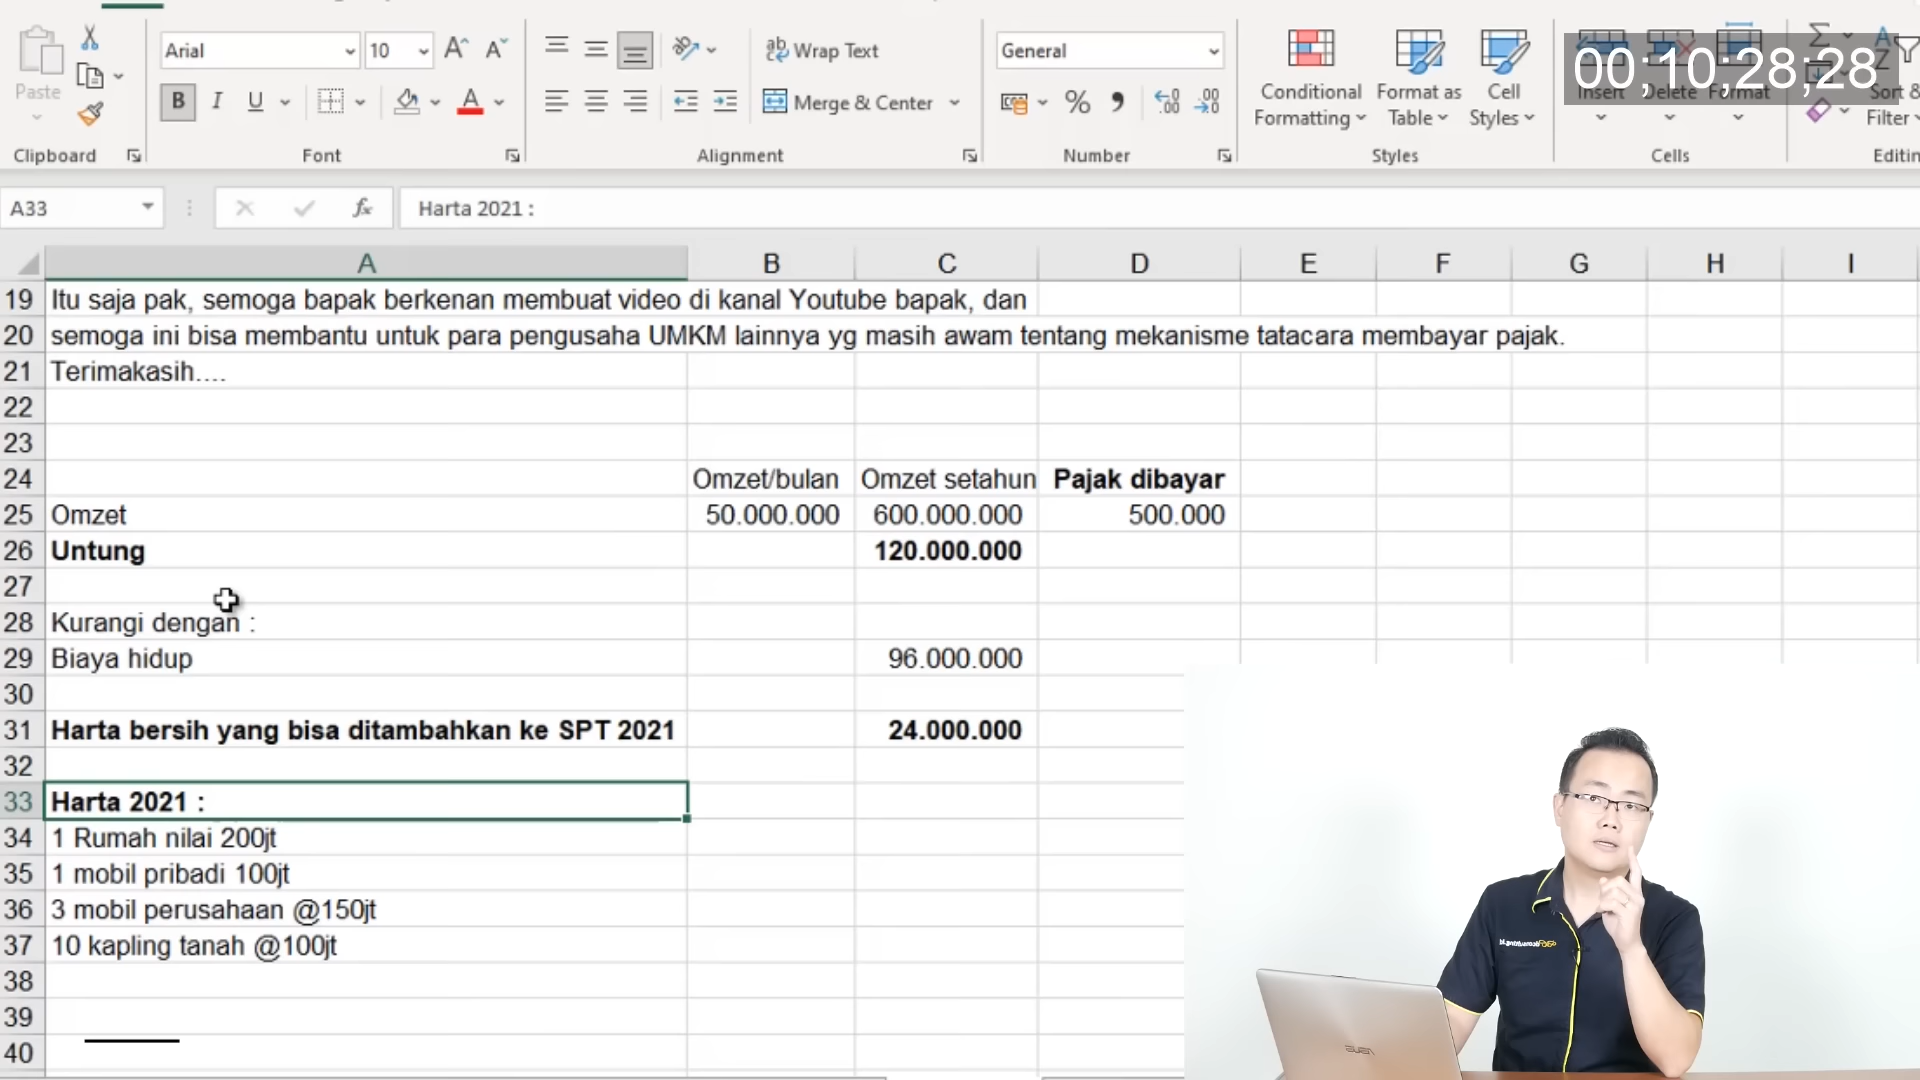 Arial
10
Wrap Text
General
00;10;28;28
Paste
B I U
Merge & Center
% 
Conditional Formatting
Format as Table
Cell Styles
Insert
Delete
Format
Sort &
Filter
Clipboard
Font
Alignment
Number
Styles
Cells
Editin
A33
fx
Harta 2021 :
A B C D E F G H I
19 Itu saja pak, semoga bapak berkenan membuat video di kanal Youtube bapak, dan
20 semoga ini bisa membantu untuk para pengusaha UMKM lainnya yg masih awam tentang mekanisme tatacara membayar pajak.
21 Terimakasih....
22
23
24 Omzet/bulan Omzet setahun Pajak dibayar
25 Omzet 50.000.000 600.000.000 500.000
26 Untung 120.000.000
27
28 Kurangi dengan :
29 Biaya hidup 96.000.000
30
31 Harta bersih yang bisa ditambahkan ke SPT 2021 24.000.000
32
33 Harta 2021 :
34 1 Rumah nilai 200jt
35 1 mobil pribadi 100jt
36 3 mobil perusahaan @150jt
37 10 kapling tanah @100jt
38
39
40
ASUS